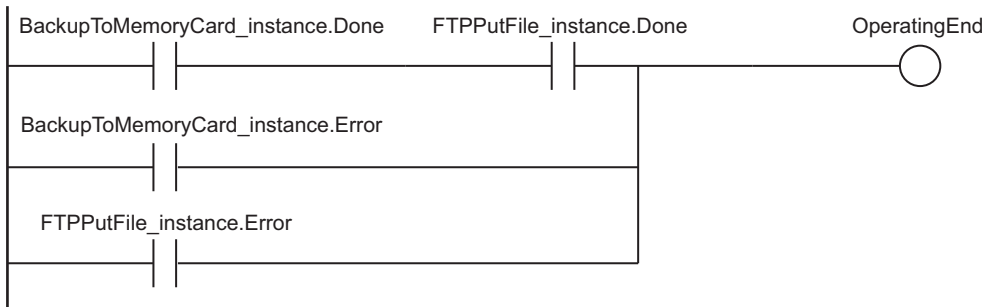 BackupToMemoryCard_instance.Done FTPPutFile_instance.Done OperatingEnd
BackupToMemoryCard_instance.Error
FTPPutFile_instance.Error